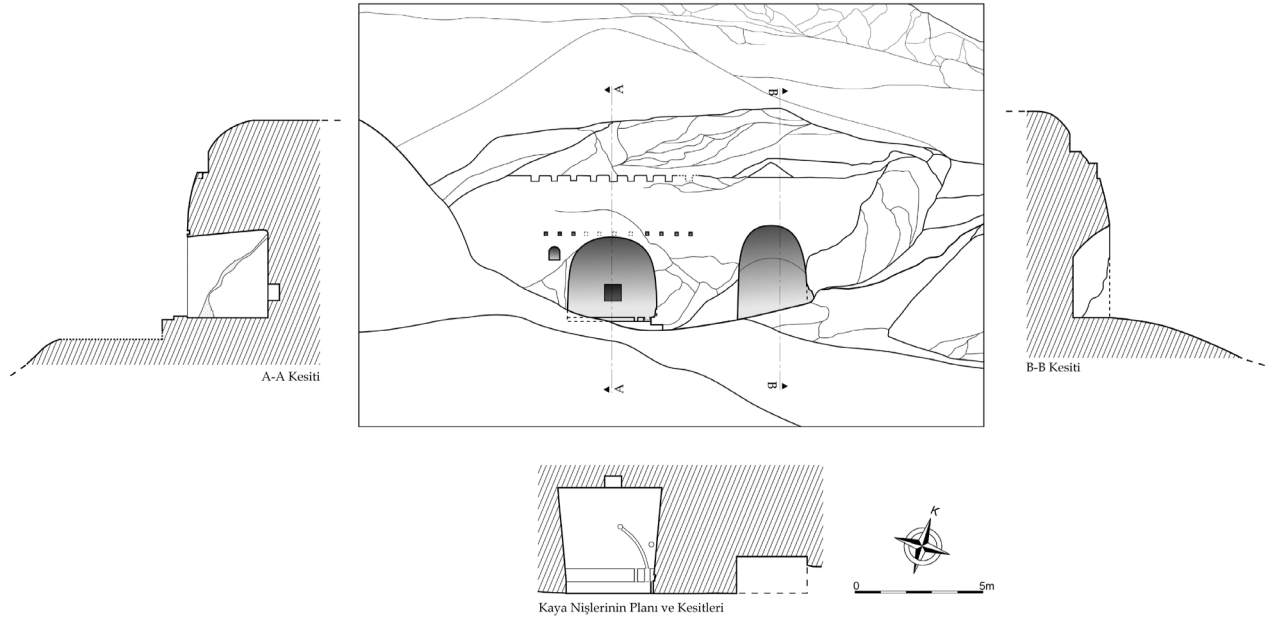 A
B
A-A Kesiti
B-B Kesiti
A
B
K
0
5m
Kaya Nişlerinin Planı ve Kesitleri